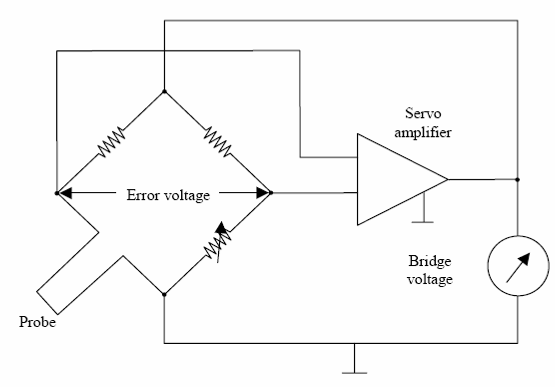 Servo
amplifier
Error voltage
Bridge
voltage
Probe